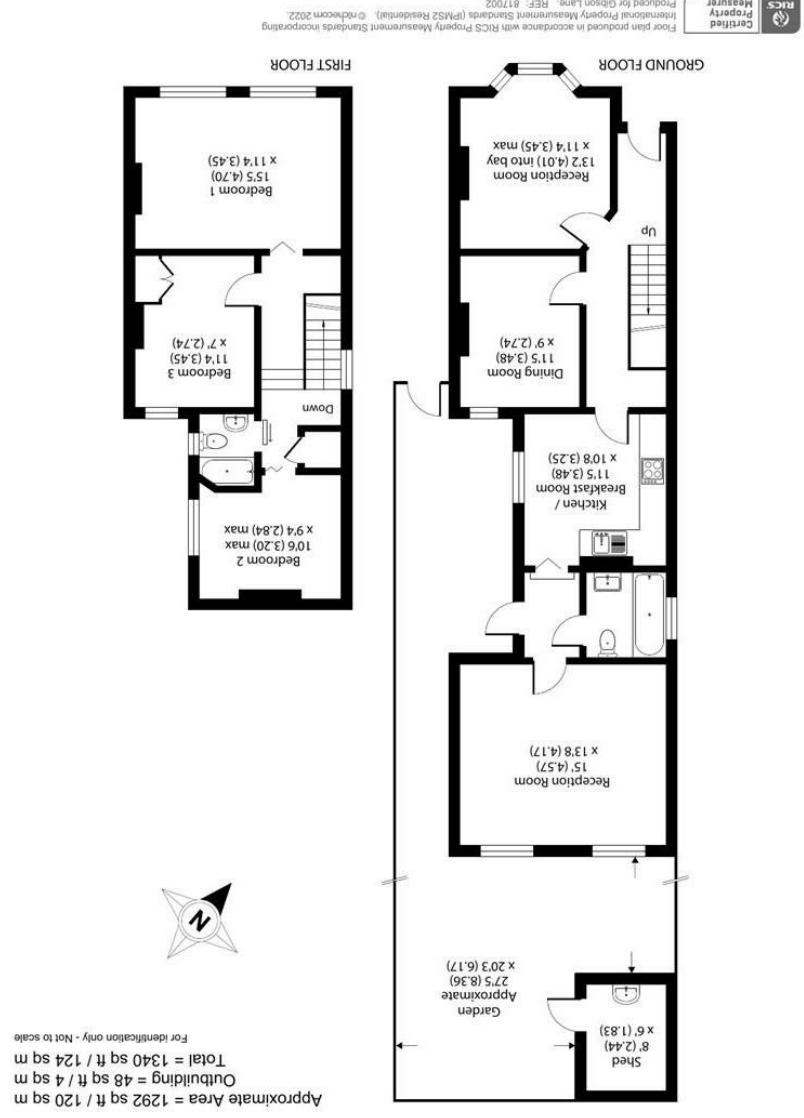 Approximate Area = 1292 sq ft / 120 sq m
Outbuilding = 48 sq ft / 4 sq m
Total = 1340 sq ft / 124 sq m
For identification only - Not to scale
Shed
8' (2.44)
x 6' (1.83)
Garden
Approximate
27'5 (8.36)
x 20'3 (6.17)
N
Reception Room
15' (4.57)
x 13'8 (4.17)
Kitchen /
Breakfast Room
11'5 (3.48)
x 10'8 (3.25)
Dining Room
11'5 (3.48)
x 9' (2.74)
Up
Reception Room
13'2 (4.01) into bay
x 11'4 (3.45) max
GROUND FLOOR
Bedroom 2
10'6 (3.20) max
x 9'4 (2.84) max
Down
Bedroom 3
11'4 (3.45)
x 7' (2.74)
Bedroom 1
15'5 (4.70)
x 11'4 (3.45)
FIRST FLOOR
RICS
Certified
Property
Measurer
Floor plan produced in accordance with RICS Property Measurement Standards incorporating
International Property Measurement Standards (IPMS2 Residential). © nichecom 2022.
Produced for Gibson Lane. REF: 817002